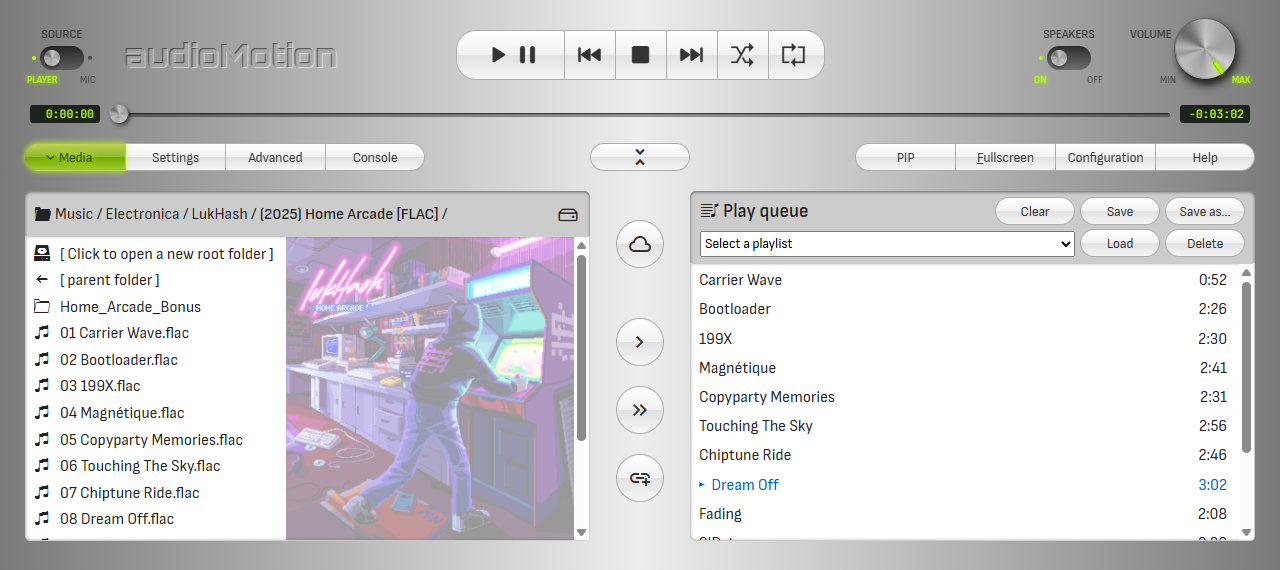 SOURCE
PLAYER MIC
audioMotion
SPEAKERS
ON OFF
VOLUME
MIN MAX
0:00:00
-0:03:02
Media Settings Advanced Console
PIP Fullscreen Configuration Help
Music / Electronica / LukHash / (2025) Home Arcade [FLAC] /
[ Click to open a new root folder ]
[ parent folder ]
Home_Arcade_Bonus
01 Carrier Wave.flac
02 Bootloader.flac
03 199X.flac
04 Magnétique.flac
05 Copyparty Memories.flac
06 Touching The Sky.flac
07 Chiptune Ride.flac
08 Dream Off.flac
lukHash
HOME ARCADE
Play queue
Clear Save Save as...
Select a playlist
Load Delete
Carrier Wave 0:52
Bootloader 2:26
199X 2:30
Magnétique 2:41
Copyparty Memories 2:31
Touching The Sky 2:56
Chiptune Ride 2:46
Dream Off 3:02
Fading 2:08